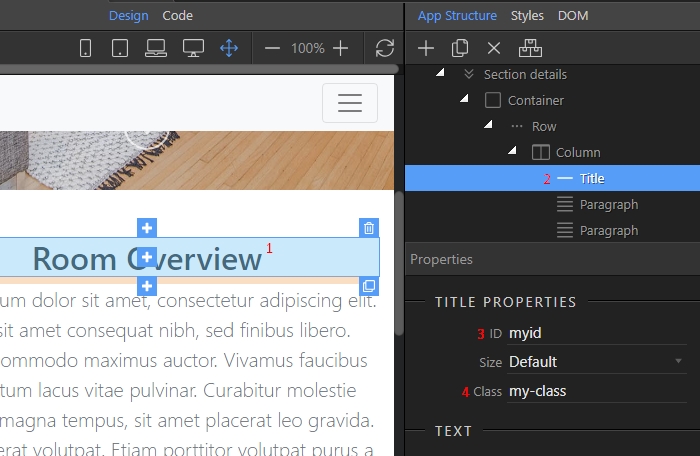 Design Code
App Structure Styles DOM
100%
Section details
Container
Row
Column
2 Title
Paragraph
Paragraph
Room Overview 1
um dolor sit amet, consectetur adipiscing elit.
sit amet consequat nibh, sed finibus libero.
ommodo maximus auctor. Vivamus faucibus
tum lacus vitae pulvinar. Curabitur molestie
magna tempus, sit amet placerat leo gravida.
erat volutpat. Etiam porttitor volutpat purus a
Properties
TITLE PROPERTIES
3 ID myid
Size Default
4 Class my-class
TEXT